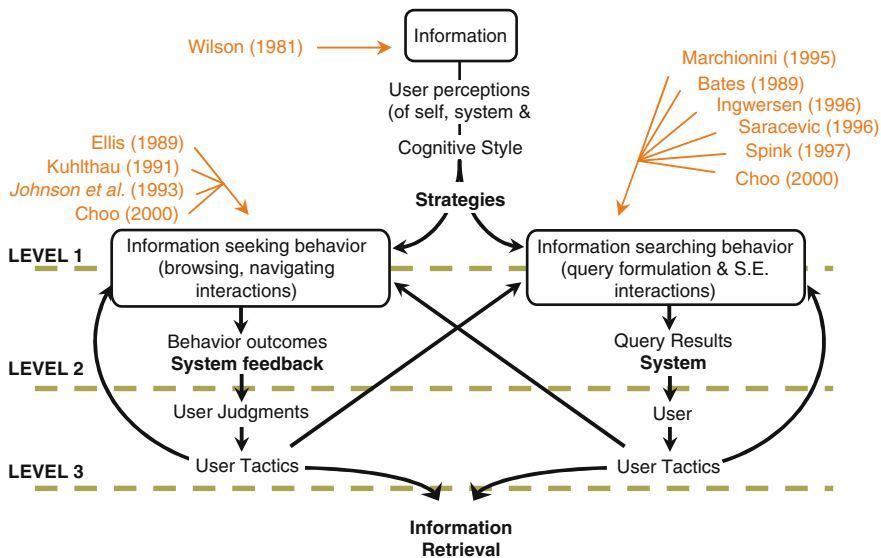 Wilson (1981)
Information
Marchionini (1995)
Bates (1989)
Ingwersen (1996)
Saracevic (1996)
Spink (1997)
Choo (2000)
User perceptions
(of self, system &
Cognitive Style
Strategies
Ellis (1989)
Kuhlthau (1991)
Johnson et al. (1993)
Choo (2000)
LEVEL 1
Information seeking behavior
(browsing, navigating
interactions)
Information searching behavior
(query formulation & S.E.
interactions)
Behavior outcomes
System feedback
Query Results
System
LEVEL 2
User Judgments
User
LEVEL 3
User Tactics
User Tactics
Information
Retrieval